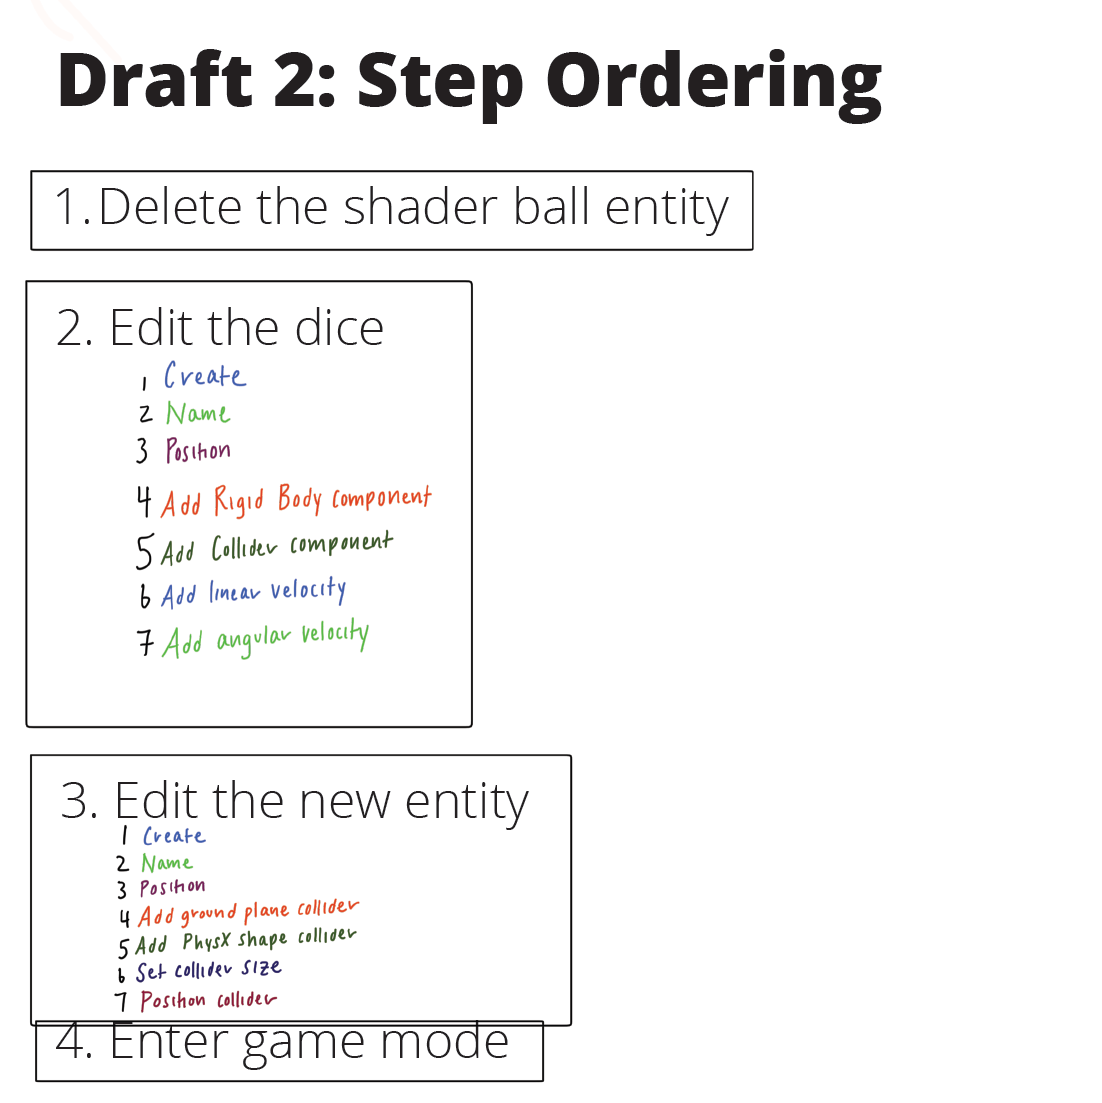 Draft 2: Step Ordering
1. Delete the shader ball entity
2. Edit the dice
1 Create
2 Name
3 Position
4 Add Rigid Body component
5 Add Collider component
6 Add linear velocity
7 Add angular velocity
3. Edit the new entity
1 Create
2 Name
3 Position
4 Add ground plane collider
5 Add PhysX shape collider
6 Set collider size
7 Position collider
4. Enter game mode